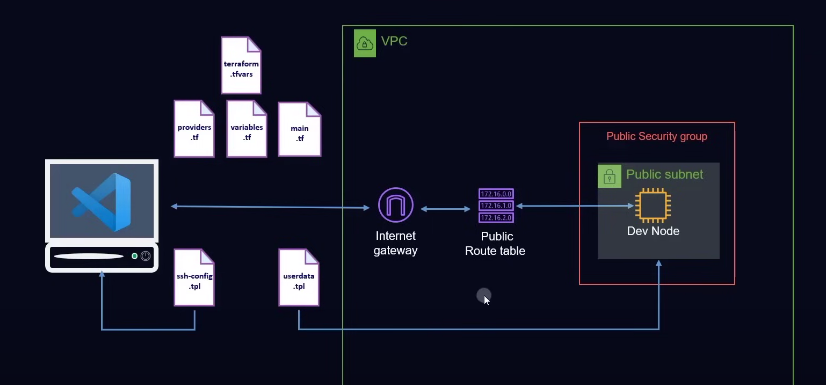 VPC
terraform
.tfvars
providers
.tf
variables
.tf
main
.tf
Public Security group
Public subnet
172.16.0.0
172.16.1.0
172.16.2.0
Dev Node
Internet
gateway
Public
Route table
ssh-config
.tpl
userdata
.tpl